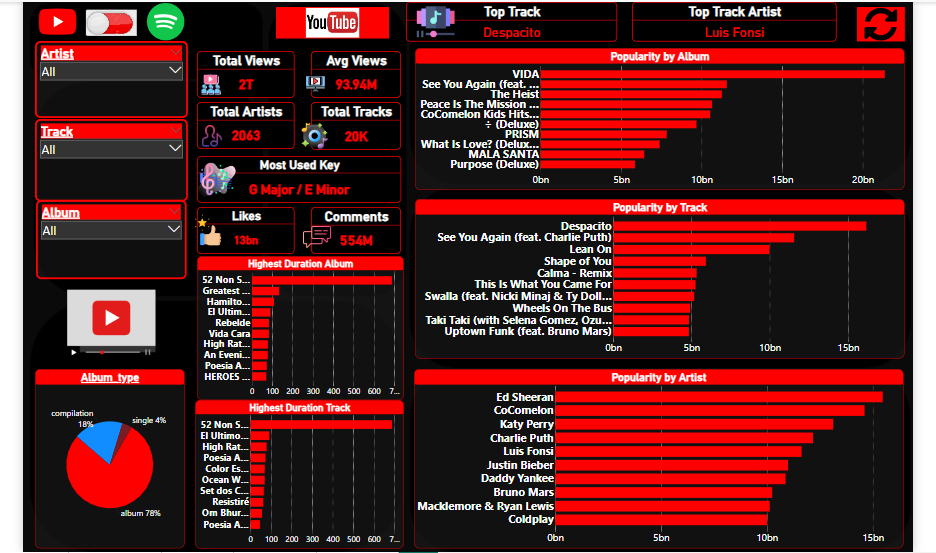 YouTube
Top Track
Despacito
Top Track Artist
Luis Fonsi
Artist
All
Track
All
Album
All
Total Views
2T
Avg Views
93.94M
Total Artists
2063
Total Tracks
20K
Most Used Key
G Major / E Minor
Likes
13bn
Comments
554M
Popularity by Album
VIDA
See You Again (feat. ...
The Heist
Peace Is The Mission ...
CoComelon Kids Hits...
÷ (Deluxe)
PRISM
What Is Love? (Delux...
MALA SANTA
Purpose (Deluxe)
0bn 5bn 10bn 15bn 20bn
Popularity by Track
Despacito
See You Again (feat. Charlie Puth)
Lean On
Shape of You
Calma - Remix
This Is What You Came For
Swalla (feat. Nicki Minaj & Ty Doll...
Wheels On The Bus
Taki Taki (with Selena Gomez, Ozu...
Uptown Funk (feat. Bruno Mars)
0bn 5bn 10bn 15bn
Highest Duration Album
52 Non S...
Greatest ...
Hamilto...
El Ultim...
Rebelde
Vida Cara
High Rat...
An Eveni...
Poesia A...
HEROES ...
0 100 200 300 400 500 600 7...
Album_type
compilation
18%
single 4%
album 78%
Highest Duration Track
52 Non S...
El Ultimo...
High Rat...
Poesia A...
Color Es...
Ocean W...
Set dos C...
Resistiré
Om Bhur...
Poesia A...
0 100 200 300 400 500 600 7...
Popularity by Artist
Ed Sheeran
CoComelon
Katy Perry
Charlie Puth
Luis Fonsi
Justin Bieber
Daddy Yankee
Bruno Mars
Macklemore & Ryan Lewis
Coldplay
0bn 5bn 10bn 15bn